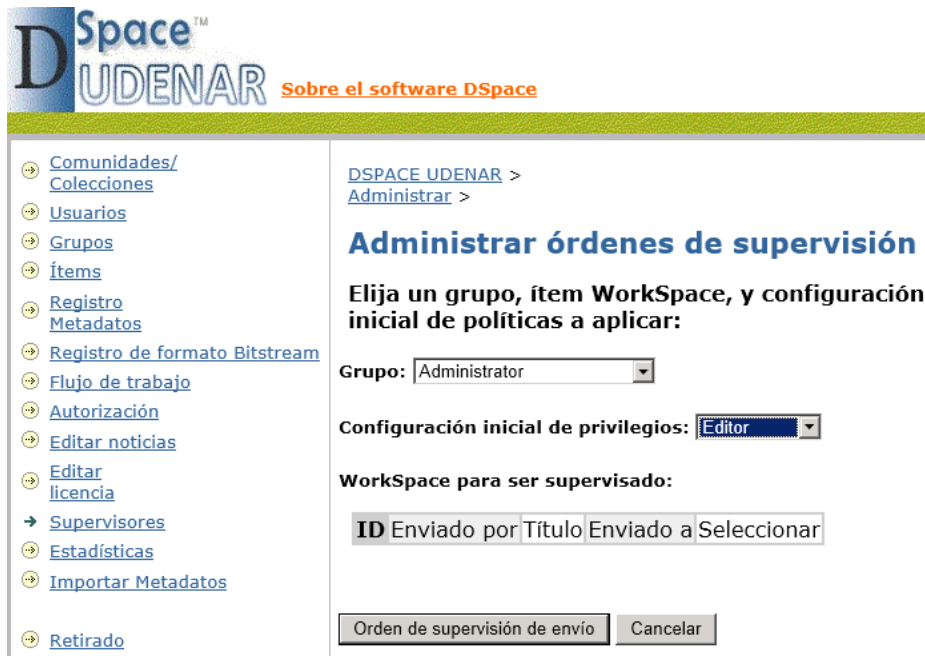 DSpace™
UDENAR
Sobre el software DSpace
Comunidades/
Colecciones
Usuarios
Grupos
Ítems
Registro
Metadatos
Registro de formato Bitstream
Flujo de trabajo
Autorización
Editar noticias
Editar
licencia
Supervisores
Estadísticas
Importar Metadatos
Retirado
DSPACE UDENAR >
Administrar >
Administrar órdenes de supervisión
Elija un grupo, ítem WorkSpace, y configuración
inicial de políticas a aplicar:
Grupo: Administrator
Configuración inicial de privilegios: Editor
WorkSpace para ser supervisado:
ID Enviado por Título Enviado a Seleccionar
Orden de supervisión de envío Cancelar